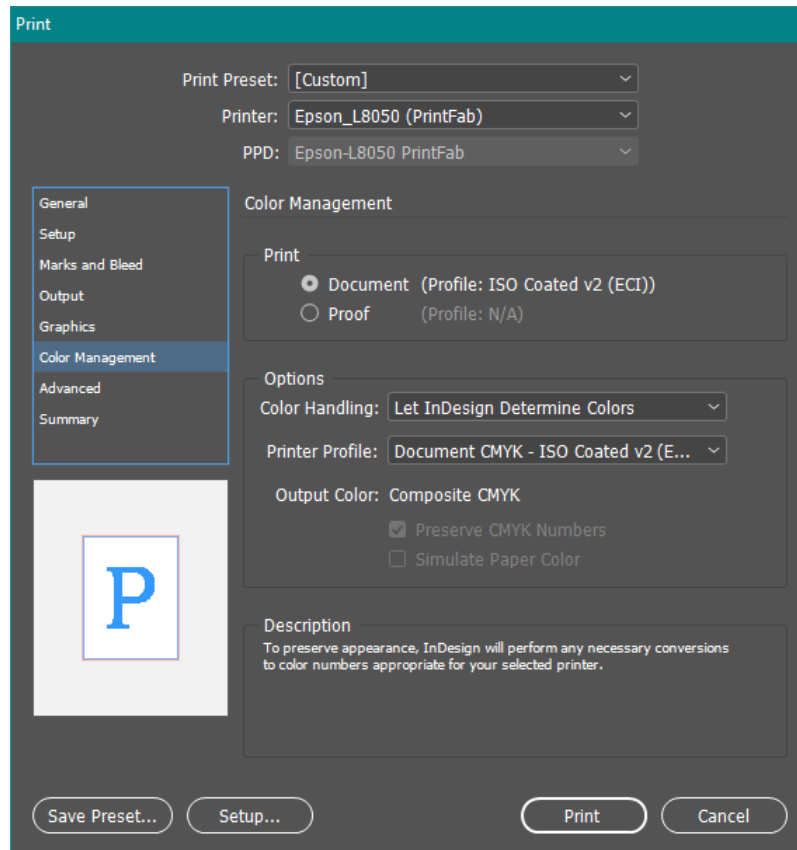 Print
Print Preset: [Custom]
Printer: Epson_L8050 (PrintFab)
PPD: Epson-L8050 PrintFab
General
Setup
Marks and Bleed
Output
Graphics
Color Management
Advanced
Summary
P
Color Management
Print
Document (Profile: ISO Coated v2 (ECI))
Proof (Profile: N/A)
Options
Color Handling: Let InDesign Determine Colors
Printer Profile: Document CMYK - ISO Coated v2 (E...
Output Color: Composite CMYK
Preserve CMYK Numbers
Simulate Paper Color
Description
To preserve appearance, InDesign will perform any necessary conversions
to color numbers appropriate for your selected printer.
Save Preset... Setup... Print Cancel